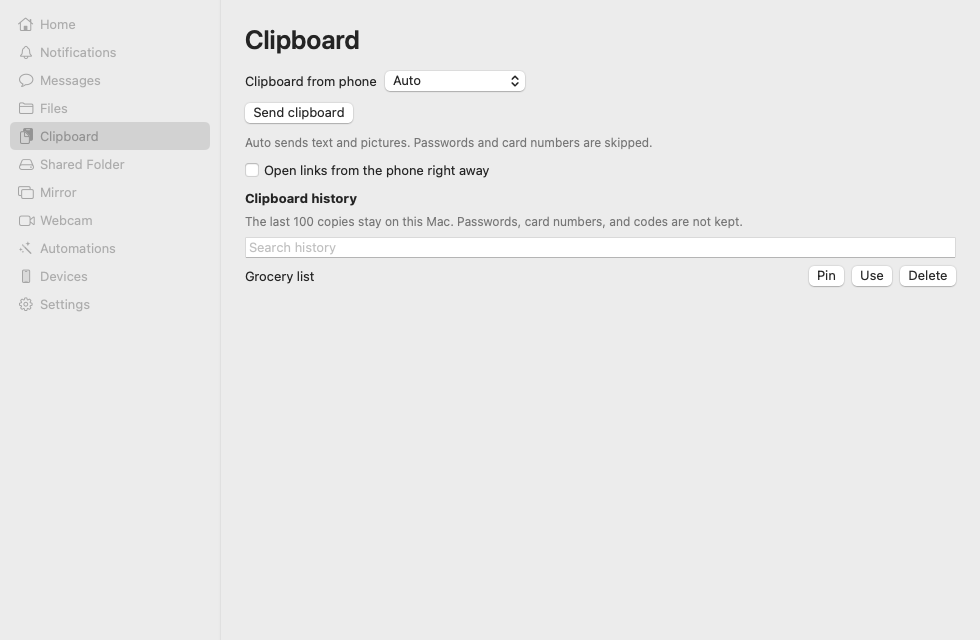 Home
Notifications
Messages
Files
Clipboard
Shared Folder
Mirror
Webcam
Automations
Devices
Settings
Clipboard
Clipboard from phone Auto
Send clipboard
Auto sends text and pictures. Passwords and card numbers are skipped.
Open links from the phone right away
Clipboard history
The last 100 copies stay on this Mac. Passwords, card numbers, and codes are not kept.
Search history
Grocery list Pin Use Delete